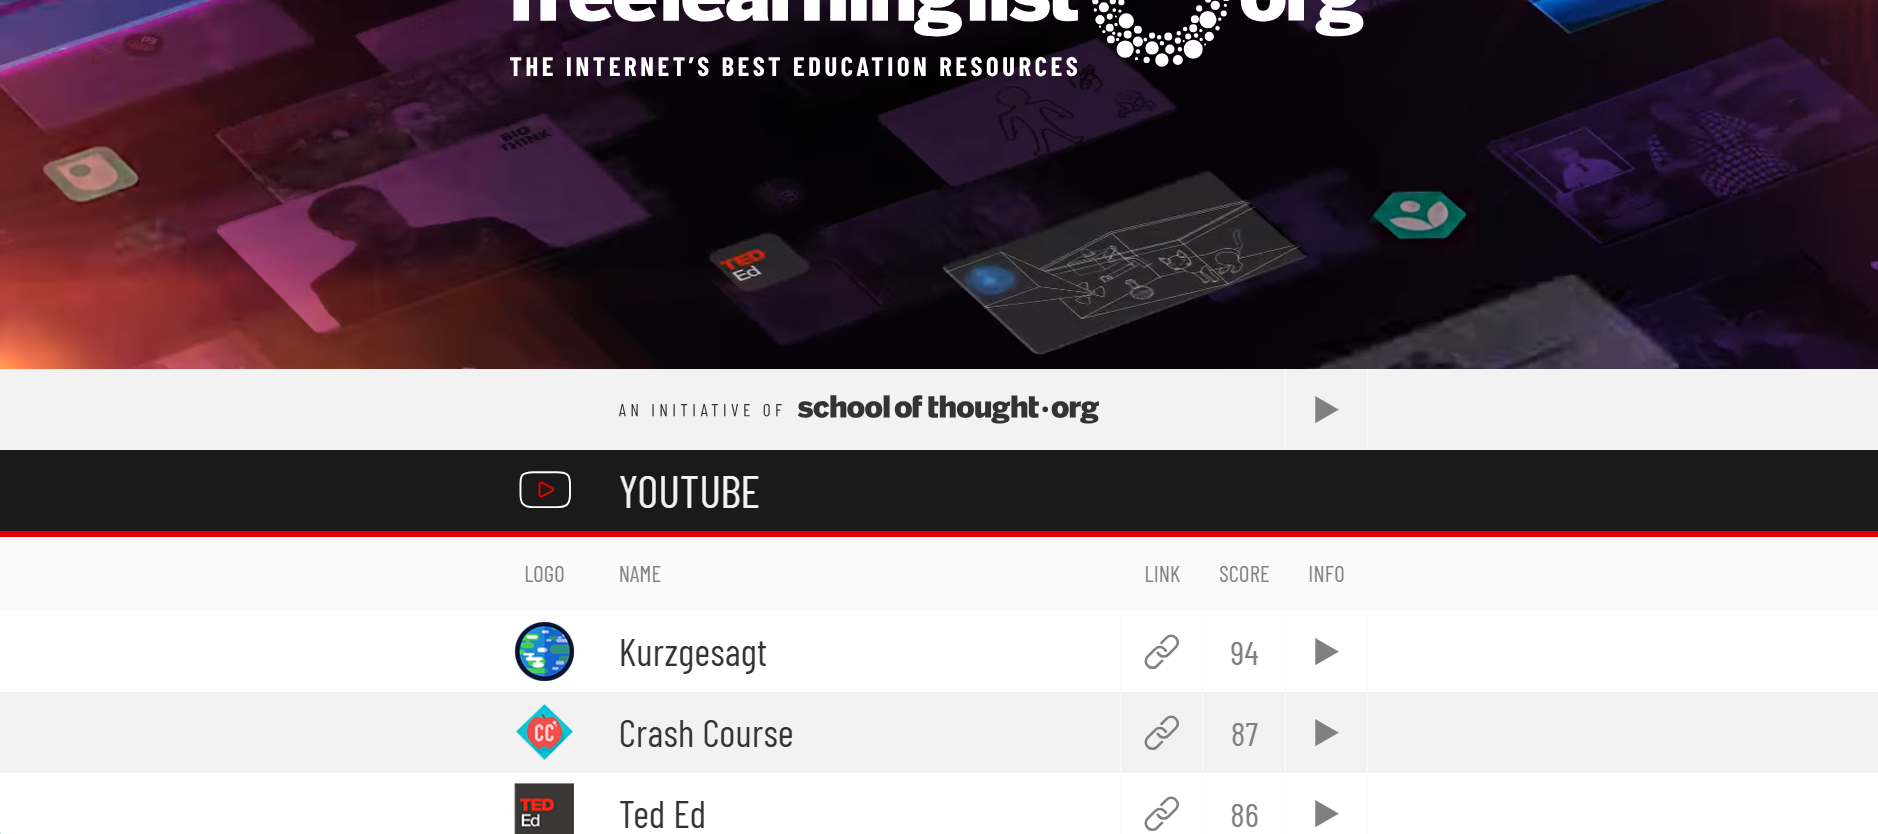 freelearninglist org
THE INTERNET’S BEST EDUCATION RESOURCES
BIG
THINK
TED
Ed
AN INITIATIVE OF school of thought·org
YOUTUBE
LOGO NAME LINK SCORE INFO
Kurzgesagt 94
CC Crash Course 87
TED
Ed
Ted Ed 86